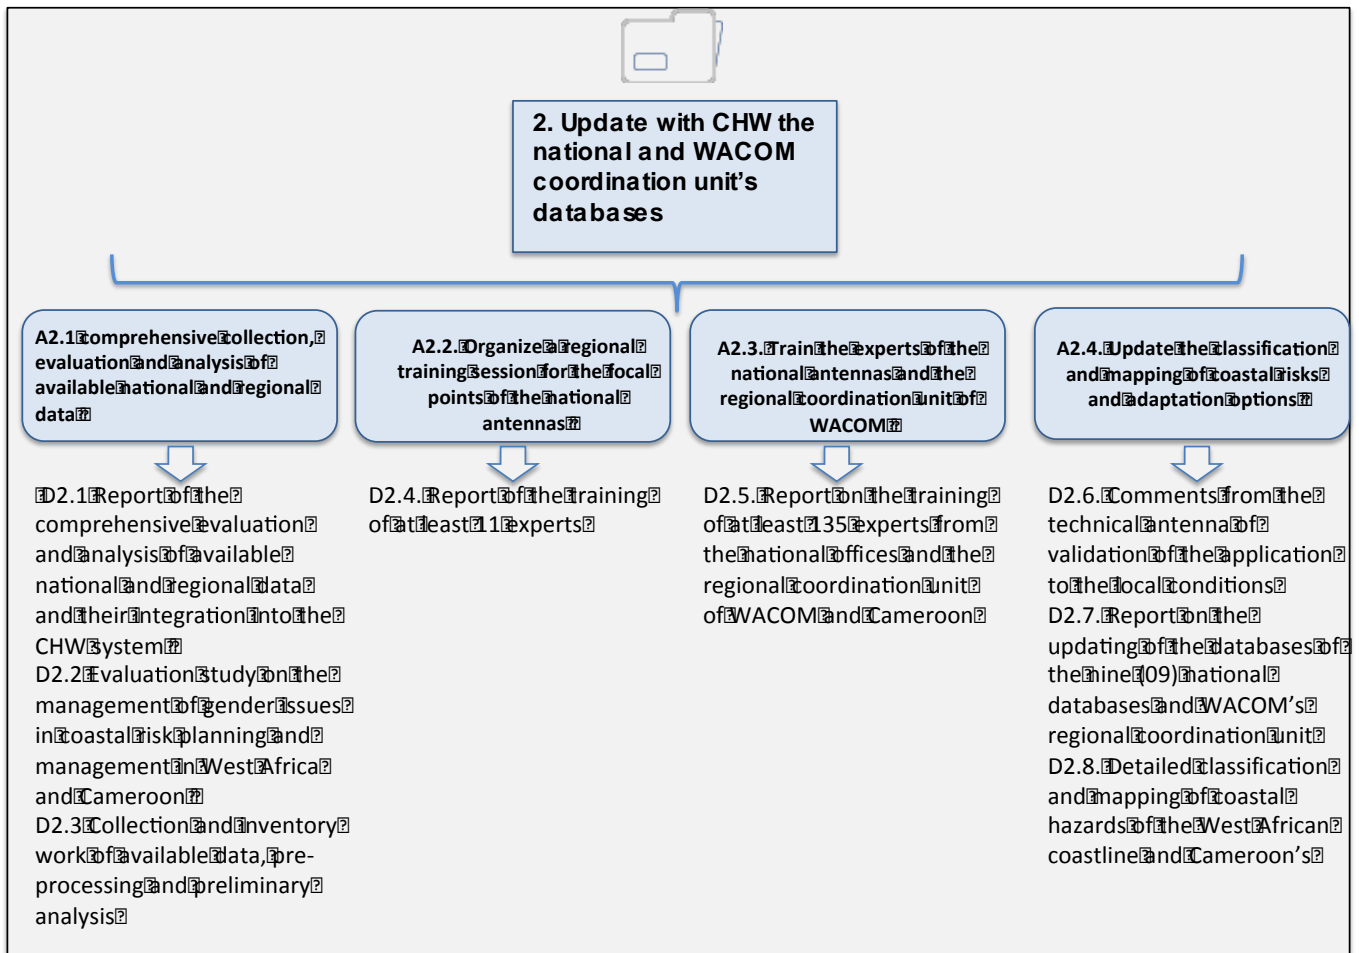 2. Update with CHW the
national and WACOM
coordination unit's
databases
A2.1 comprehensive collection,
evaluation and analysis of
available national and regional
data
A2.2. Organize a regional
training session for the focal
points of the national
antennas
A2.3. Train the experts of the
national antennas and the
regional coordination unit of
WACOM
A2.4. Update the classification
and mapping of coastal risks
and adaptation options
D2.1 Report of the
comprehensive evaluation
and analysis of available
national and regional data
and their integration into the
CHW system
D2.2 Evaluation study on the
management of gender issues
in coastal risk planning and
management in West Africa
and Cameroon
D2.3 Collection and inventory
work of available data, pre-
processing and preliminary
analysis
D2.4. Report of the training
of at least 11 experts
D2.5. Report on the training
of at least 135 experts from
the national offices and the
regional coordination unit
of WACOM and Cameroon
D2.6. Comments from the
technical antenna of
validation of the application
to the local conditions
D2.7. Report on the
updating of the databases of
the nine (09) national
databases and WACOM's
regional coordination unit
D2.8. Detailed classification
and mapping of coastal
hazards of the West African
coastline and Cameroon's